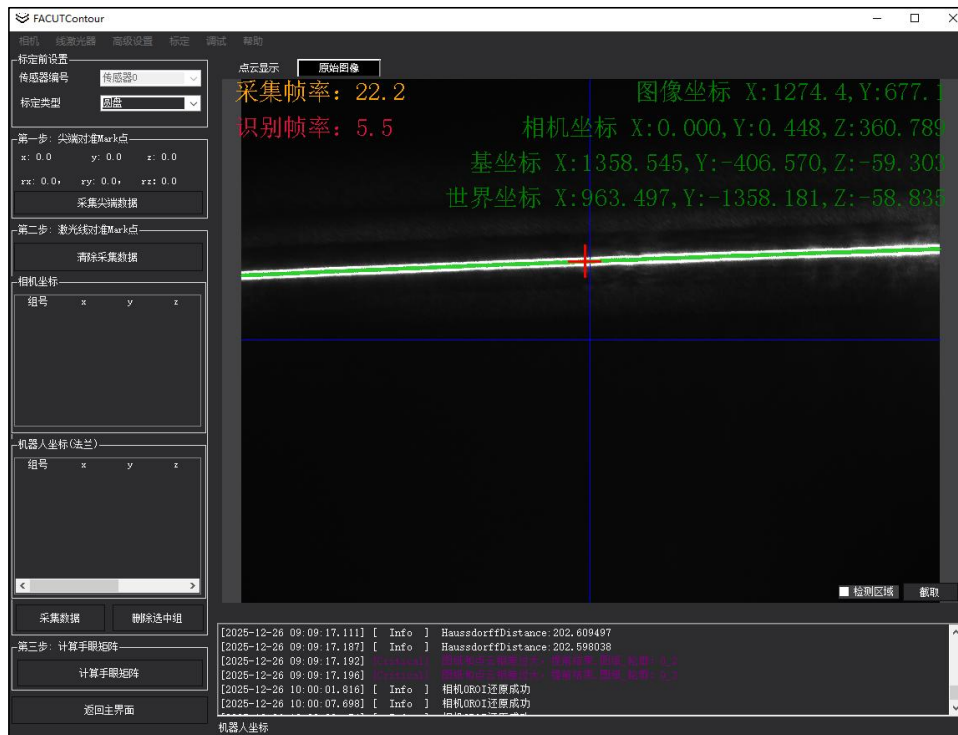 FACUTContour
相机 线激光器 高级设置 标定 调试 帮助
标定前设置
传感器编号 传感器0
标定类型 圆盘
第一步: 尖端对准Mark点
x: 0.0 y: 0.0 z: 0.0
rx: 0.0, ry: 0.0, rz: 0.0
采集尖端数据
第二步: 激光线对准Mark点
清除采集数据
相机坐标
组号 x y z
机器人坐标(法兰)
组号 x y z
采集数据 删除选中组
第三步: 计算手眼矩阵
计算手眼矩阵
返回主界面
点云显示 原始图像
采集帧率: 22.2
识别帧率: 5.5
图像坐标 X:1274.4,Y:677.1
相机坐标 X:0.000,Y:0.448,Z:360.789
基坐标 X:1358.545,Y:-406.570,Z:-59.303
世界坐标 X:963.497,Y:-1358.181,Z:-58.835
检测区域 截取
[2025-12-26 09:09:17.111] [ Info ] HaussdorffDistance:202.609497
[2025-12-26 09:09:17.187] [ Info ] HaussdorffDistance:202.598038
[2025-12-26 09:09:17.192]
[2025-12-26 09:09:17.196]
[2025-12-26 10:00:01.816] [ Info ] 相机OROI还原成功
[2025-12-26 10:00:07.698] [ Info ] 相机OROI还原成功
机器人坐标